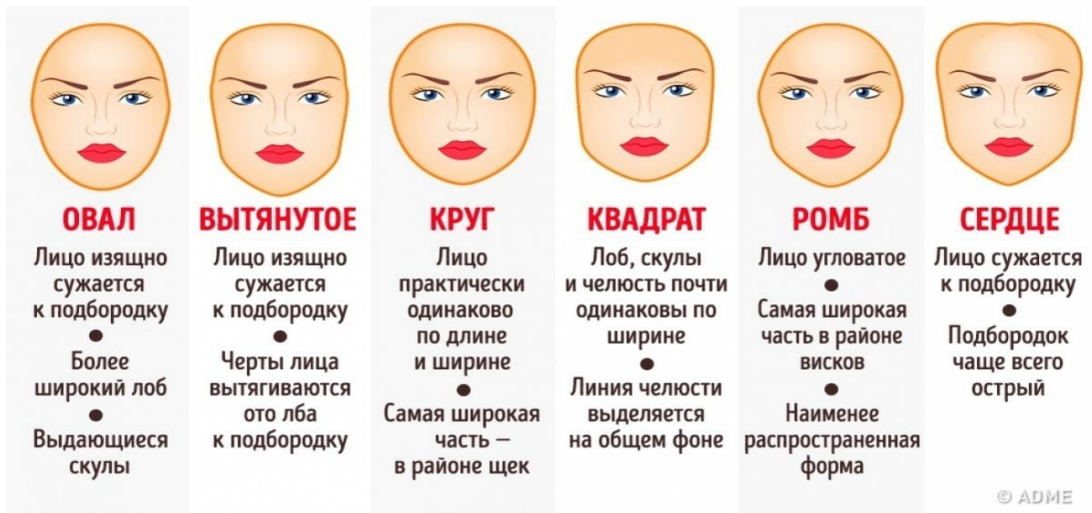 ОВАЛ
Лицо изящно
сужается
к подбородку
•
Более
широкий лоб
•
Выдающиеся
скулы
ВЫТЯНУТОЕ
Лицо изящно
сужается
к подбородку
•
Черты лица
вытягиваются
ото лба
к подбородку
КРУГ
Лицо
практически
одинаково
по длине
и ширине
•
Самая широкая
часть –
в районе щек
КВАДРАТ
Лоб, скулы
и челюсть почти
одинаковы по
ширине
•
Линия челюсти
выделяется
на общем фоне
РОМБ
Лицо угловатое
•
Самая широкая
часть в районе
висков
•
Наименее
распространенная
форма
СЕРДЦЕ
Лицо сужается
к подбородку
•
Подбородок
чаще всего
острый
© ADME